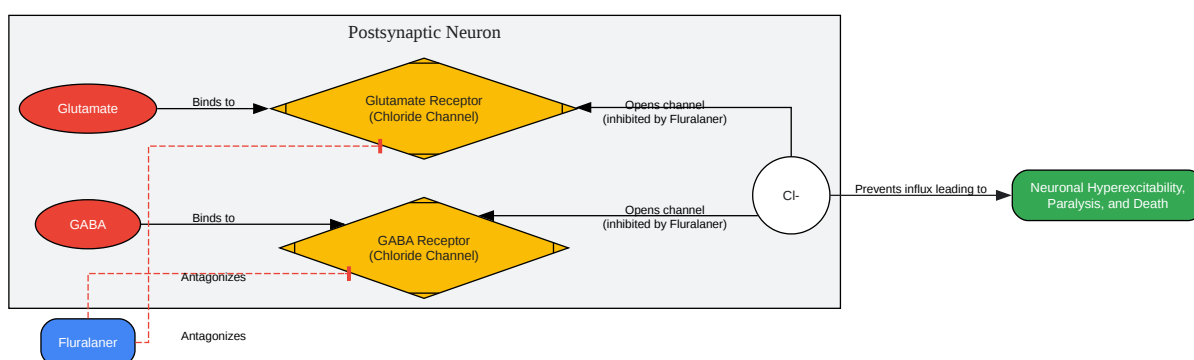 Postsynaptic Neuron
Glutamate
Binds to
Glutamate Receptor
(Chloride Channel)
Opens channel
(inhibited by Fluralaner)
Cl-
Prevents influx leading to
Neuronal Hyperexcitability,
Paralysis, and Death
GABA
Binds to
GABA Receptor
(Chloride Channel)
Opens channel
(inhibited by Fluralaner)
Antagonizes
Fluralaner
Antagonizes